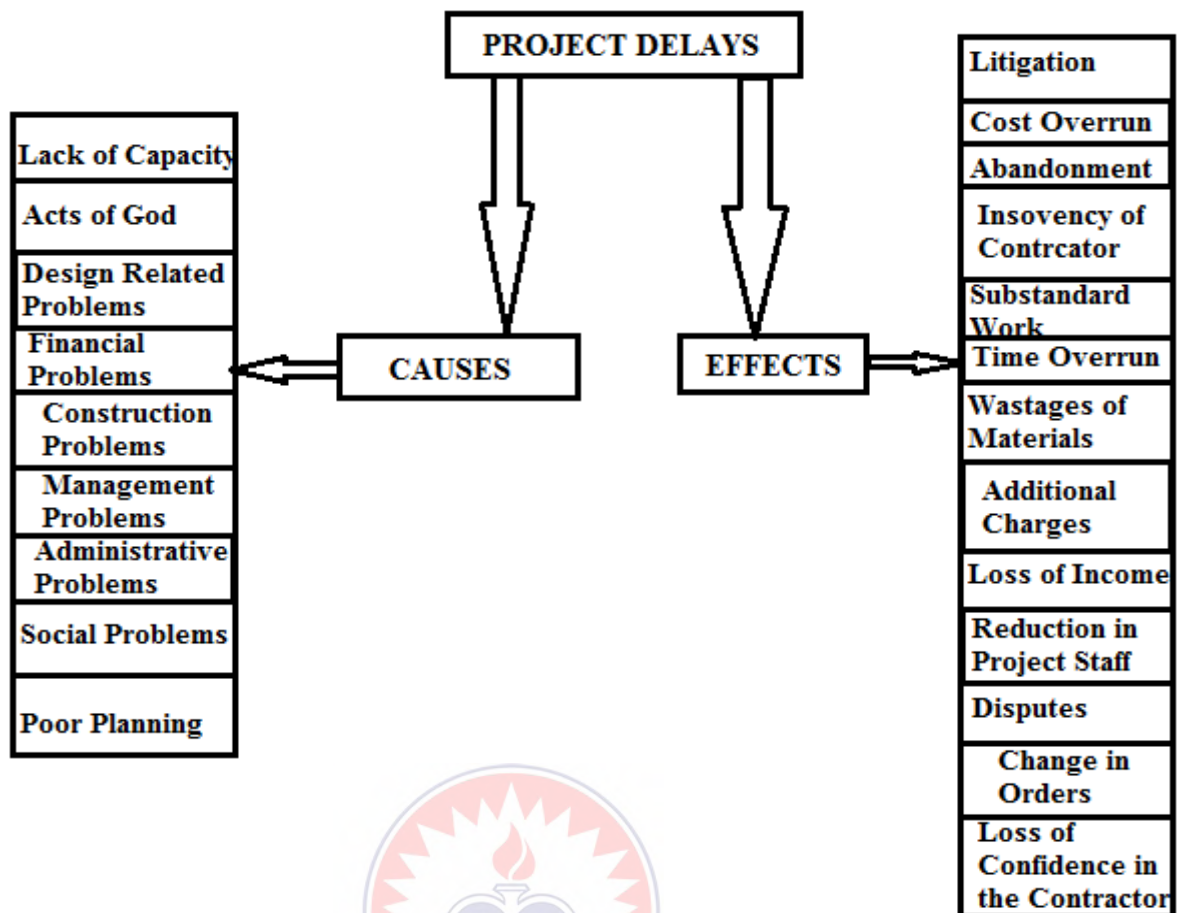 PROJECT DELAYS
Lack of Capacity
Acts of God
Design Related
Problems
Financial
Problems
Construction
Problems
Management
Problems
Administrative
Problems
Social Problems
Poor Planning
CAUSES
EFFECTS
Litigation
Cost Overrun
Abandonment
Insovency of
Contrcator
Substandard
Work
Time Overrun
Wastages of
Materials
Additional
Charges
Loss of Income
Reduction in
Project Staff
Disputes
Change in
Orders
Loss of
Confidence in
the Contractor